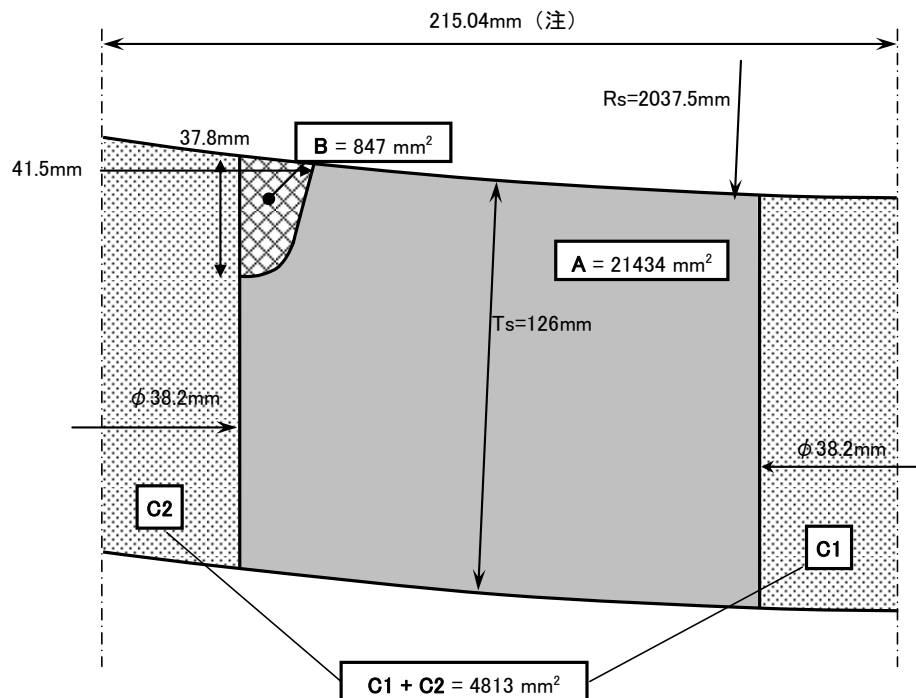 215.04mm（注）
Rs=2037.5mm
37.8mm
B = 847 mm²
41.5mm
A = 21434 mm²
Ts=126mm
φ38.2mm
φ38.2mm
C2
C1
C1 + C2 = 4813 mm²